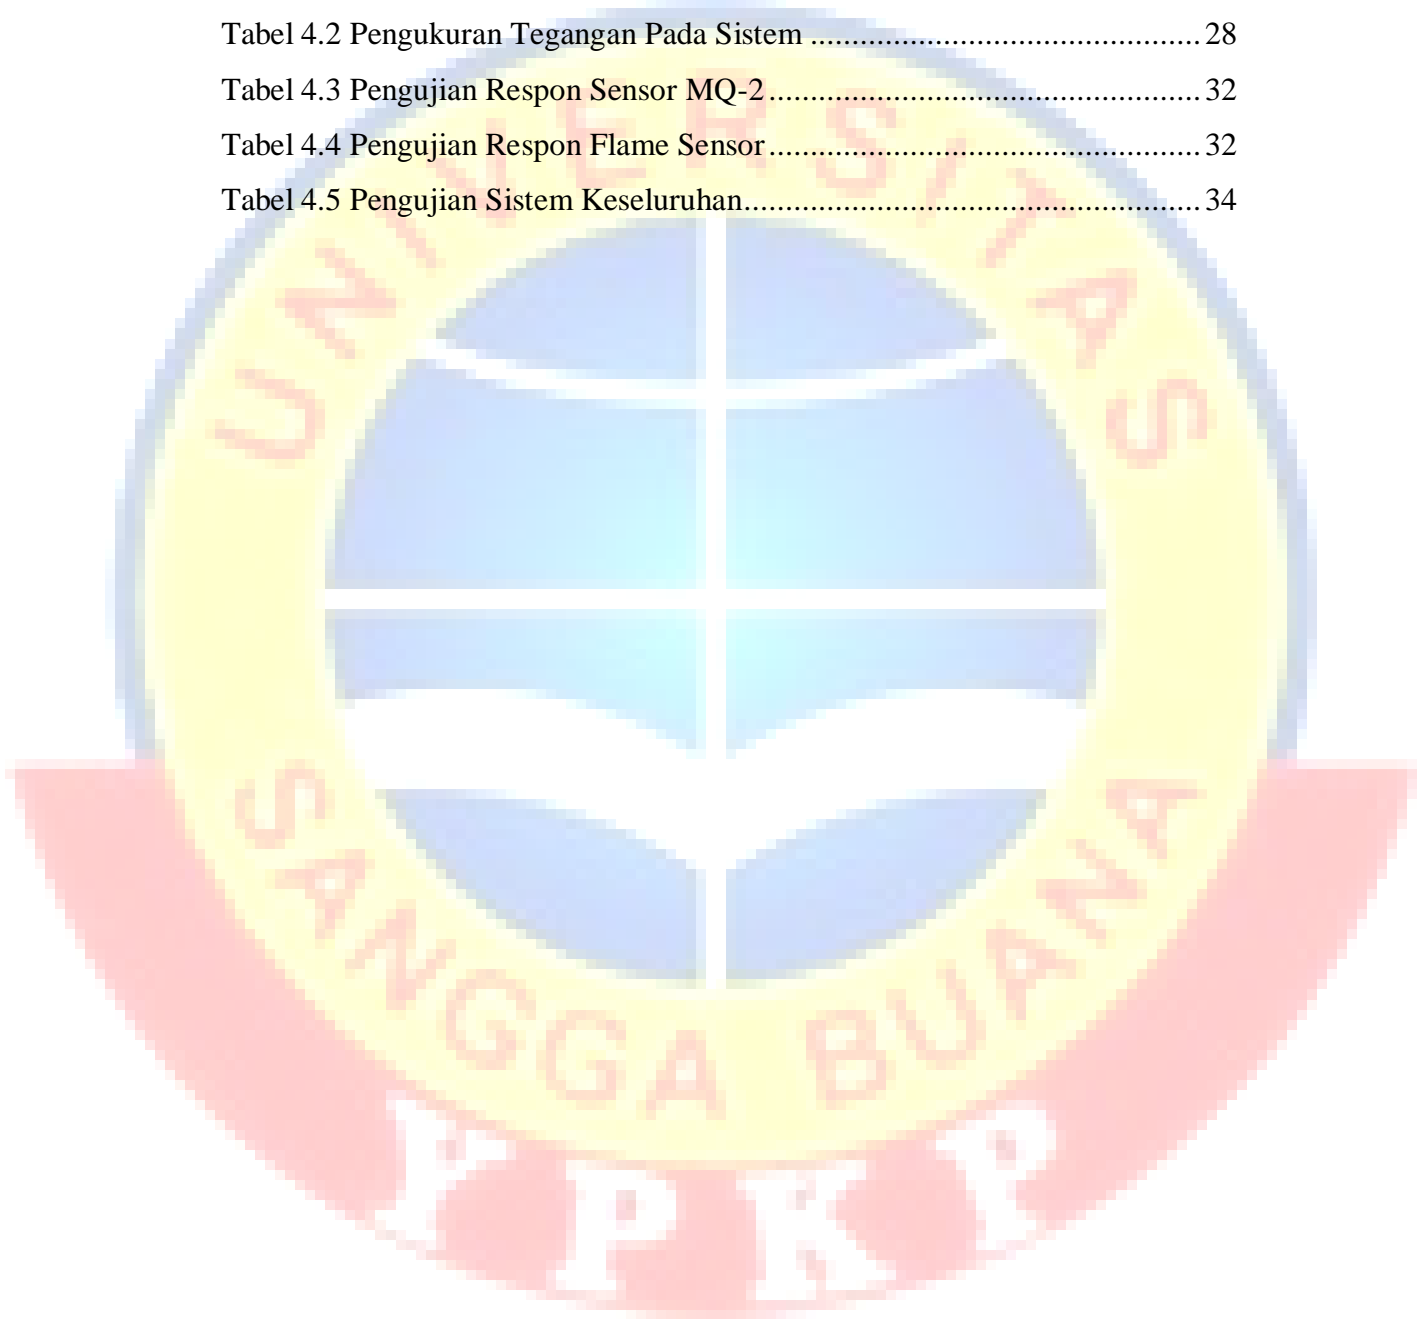 Tabel 4.2 Pengukuran Tegangan Pada Sistem ............................................... 28
Tabel 4.3 Pengujian Respon Sensor MQ-2 .................................................... 32
Tabel 4.4 Pengujian Respon Flame Sensor .................................................... 32
Tabel 4.5 Pengujian Sistem Keseluruhan....................................................... 34
UNIVERSITAS
SANGGA BUANA
YPKP